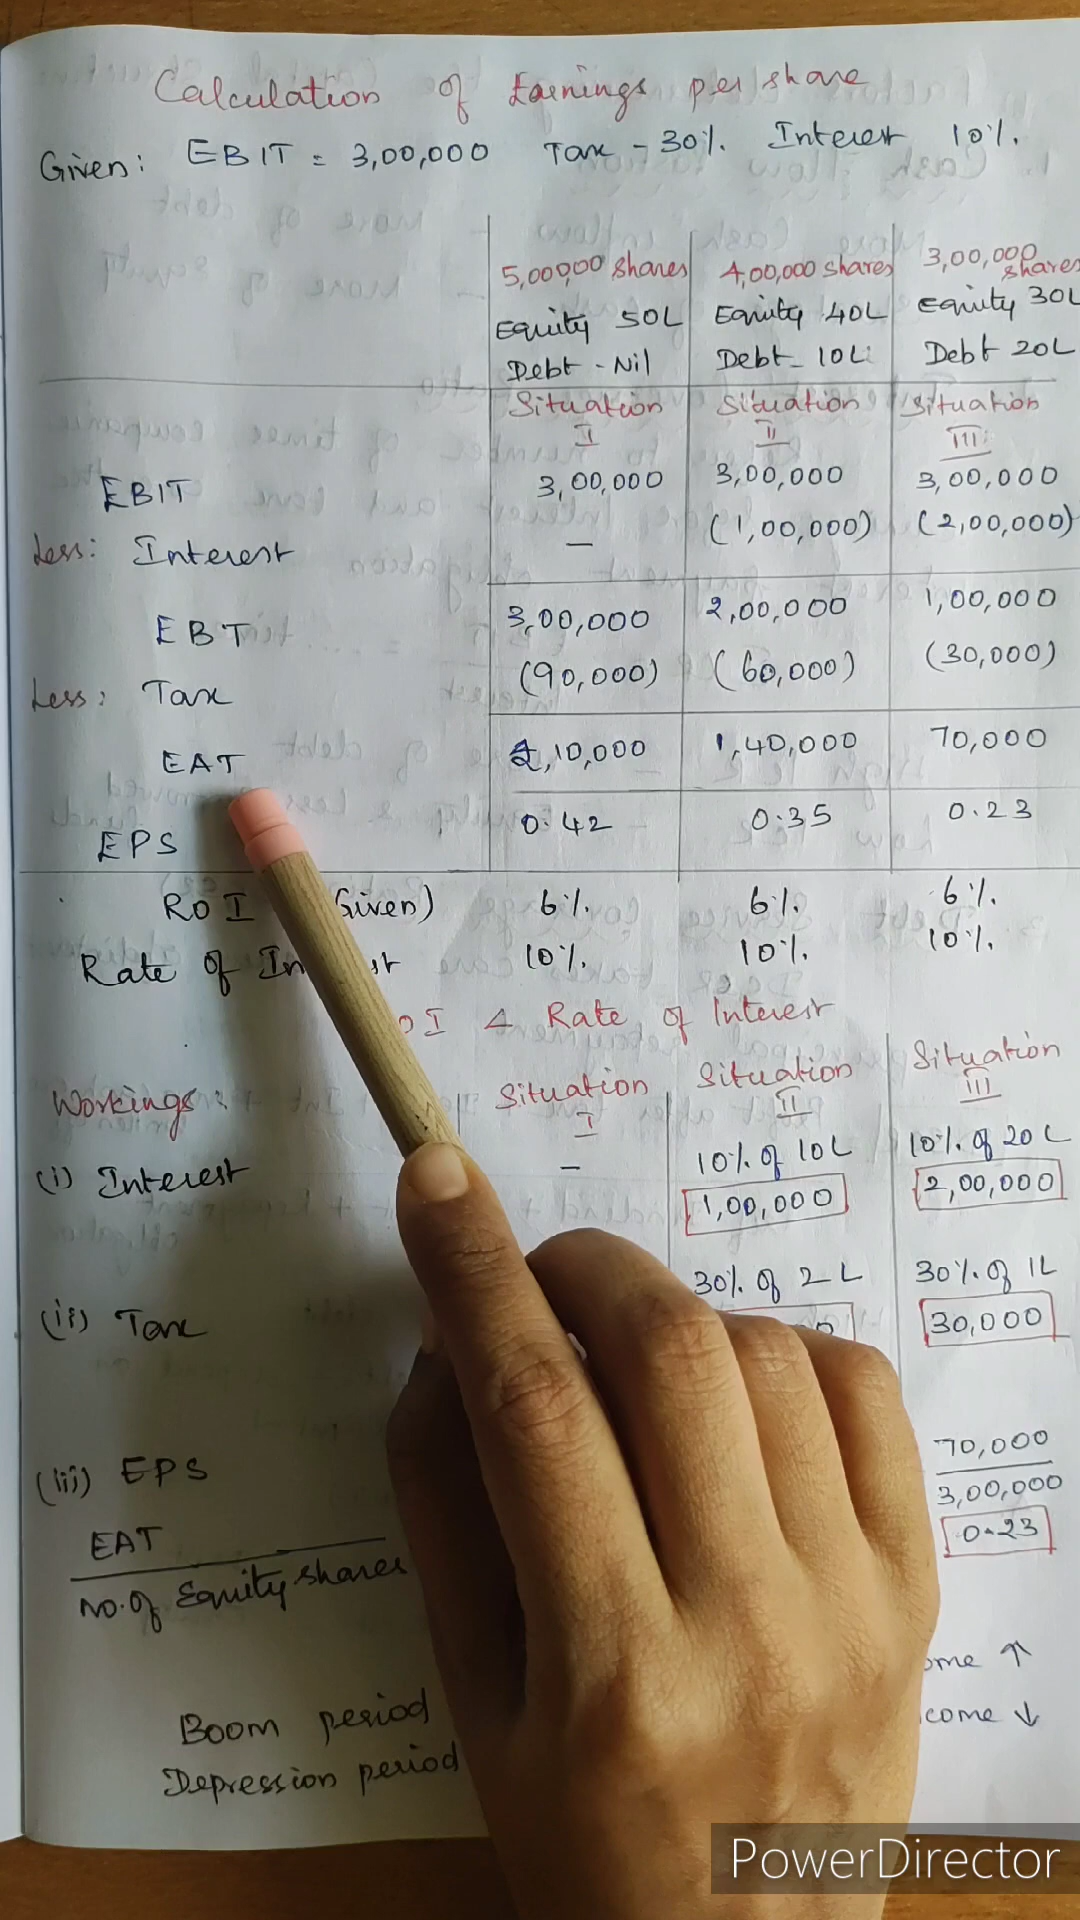 Calculation of Earnings per share
Given: EBIT = 3,00,000 Tax - 30%. Interest 10%.
5,00,000 shares 4,00,000 shares 3,00,000 shares
Equity 50L Equity 40L Equity 30L
Debt - Nil Debt - 10L Debt 20L
Situation I Situation II Situation III
EBIT 3,00,000 3,00,000 3,00,000
Less: Interest — (1,00,000) (2,00,000)
EBT 3,00,000 2,00,000 1,00,000
Less: Tax (90,000) (60,000) (30,000)
EAT 2,10,000 1,40,000 70,000
EPS 0.42 0.35 0.23
ROI Given) 6%. 6%. 6%.
Rate of In st 10%. 10%. 10%.
OI < Rate of Interest
Workings: Situation I Situation II Situation III
(i) Interest — 10% of 10L 10% of 20L
1,00,000 2,00,000
30% of 2L 30% of 1L
(ii) Tax 30,000
(iii) EPS 70,000
3,00,000
EAT 0.23
No. of Equity shares
ome ↑
Boom period come ↓
Depression period
PowerDirector